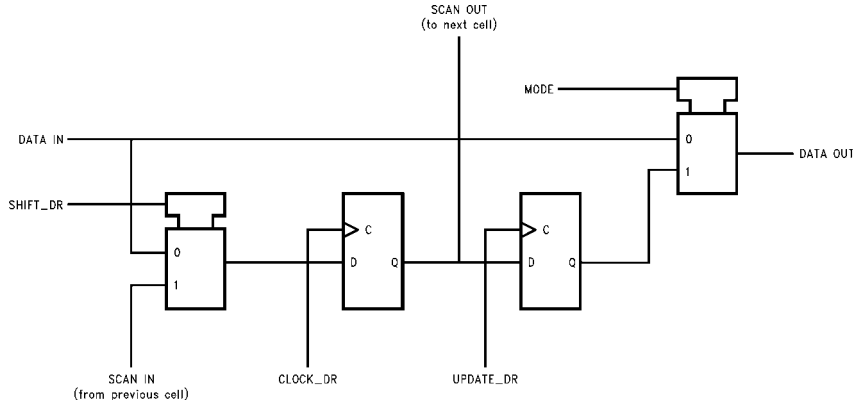 SCAN OUT
(to next cell)
MODE
DATA IN
0
DATA OUT
1
SHIFT_DR
C
C
0
D
Q
D
Q
1
SCAN IN
(from previous cell)
CLOCK_DR
UPDATE_DR